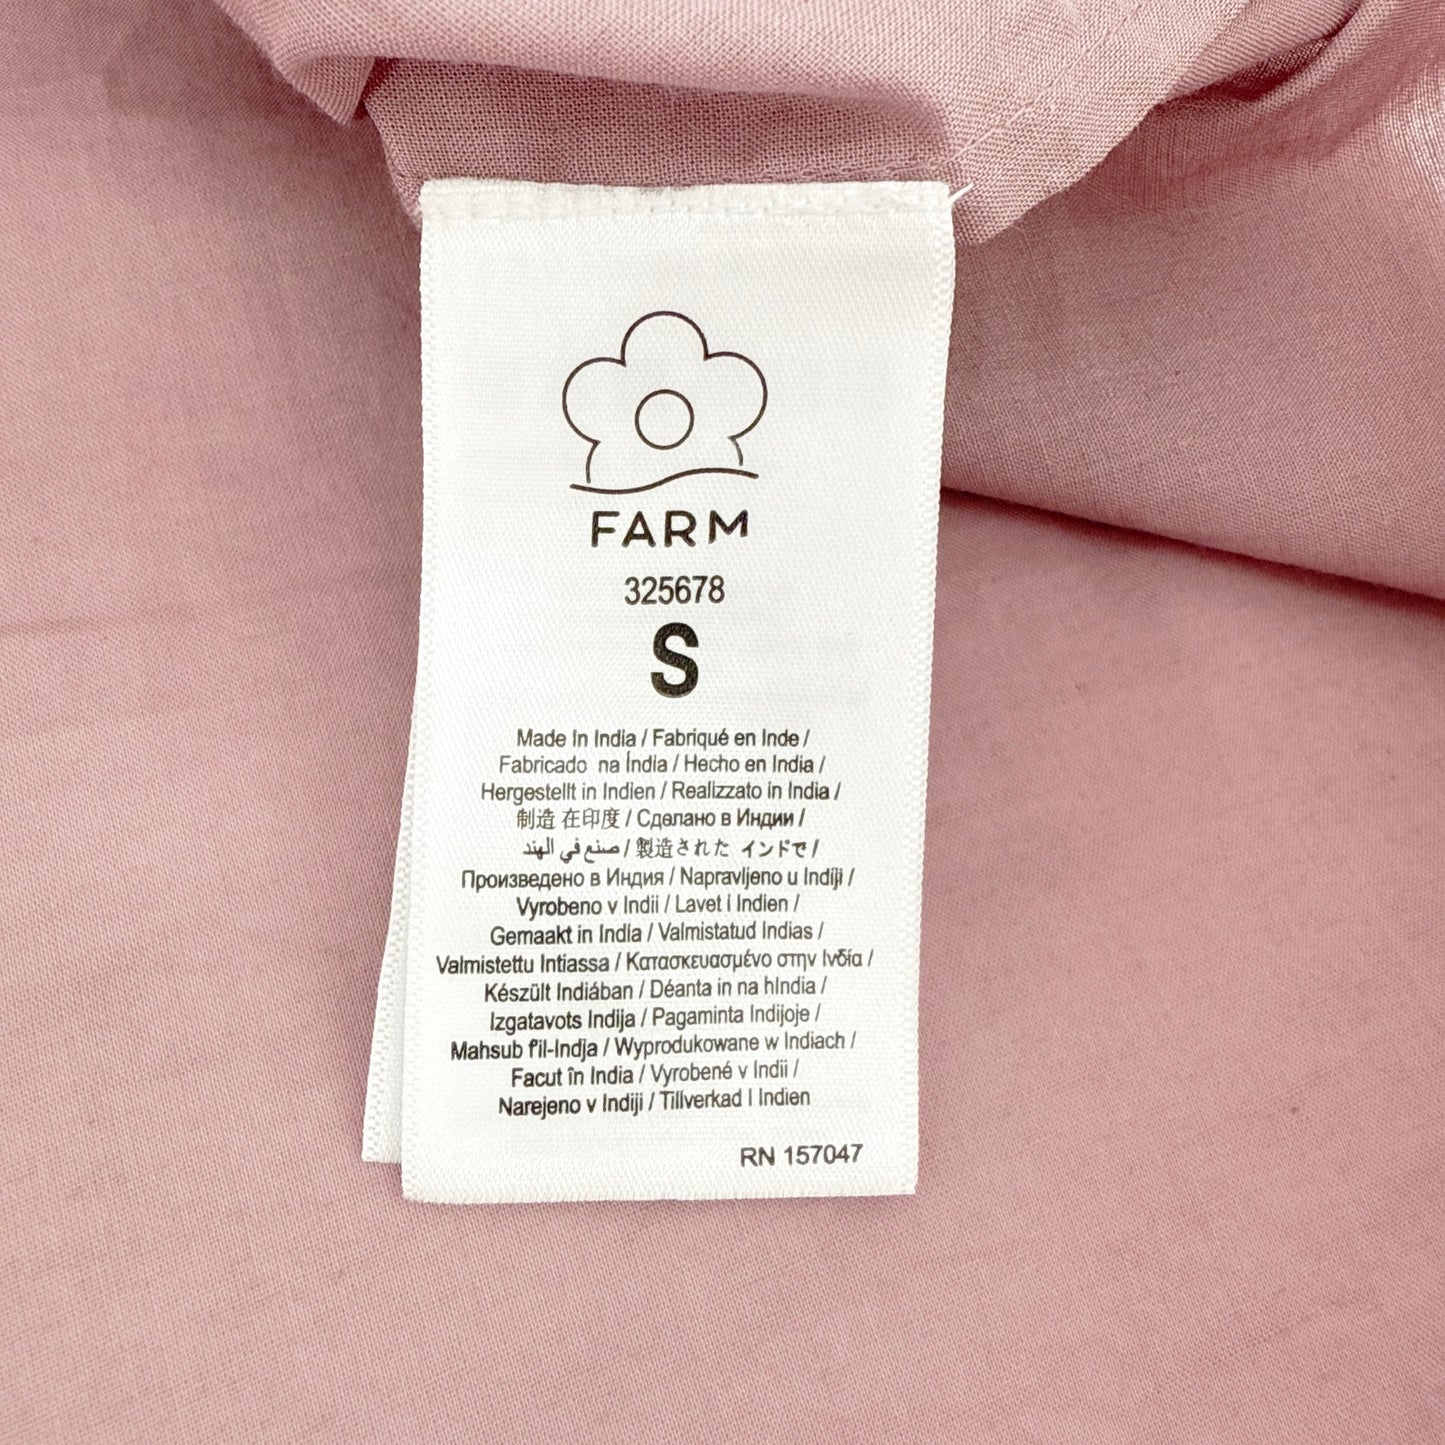 FARM
325678
S
Made In India / Fabriqué en Inde /
Fabricado na Índia / Hecho en India /
Hergestellt in Indien / Realizzato in India /
制造 在印度 / Сделано в Индии /
صنع في الهند / 製造された インドで /
Произведено в Индия / Napravljeno u Indiji /
Vyrobeno v Indii / Lavet i Indien /
Gemaakt in India / Valmistatud Indias /
Valmistettu Intiassa / Κατασκευασμένο στην Ινδία /
Készült Indiában / Déanta in na hIndia /
Izgatavots Indija / Pagaminta Indijoje /
Mahsub f'il-Indja / Wyprodukowane w Indiach /
Facut în India / Vyrobené v Indii /
Narejeno v Indiji / Tillverkad I Indien
RN 157047